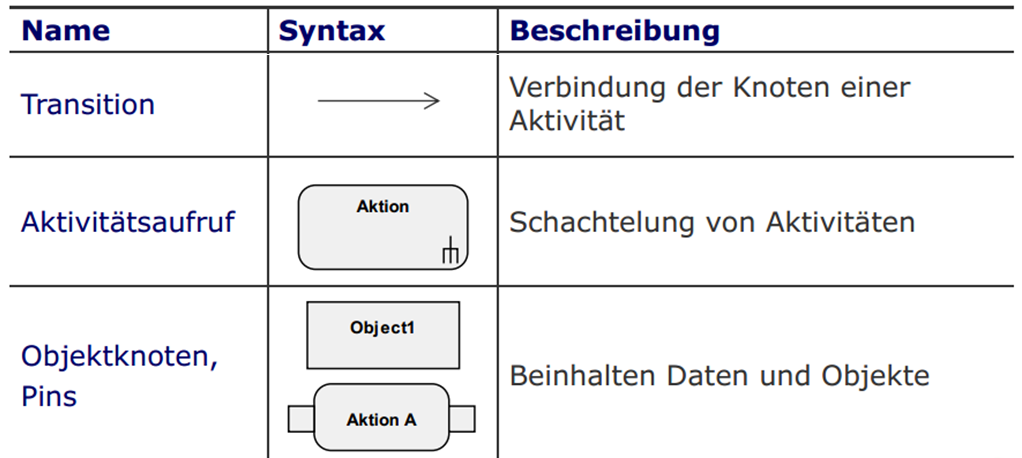 Name Syntax Beschreibung
Transition
Verbindung der Knoten einer
Aktivität
Aktivitätsaufruf
Aktion
Schachtelung von Aktivitäten
Objektknoten,
Pins
Object1
Aktion A
Beinhalten Daten und Objekte